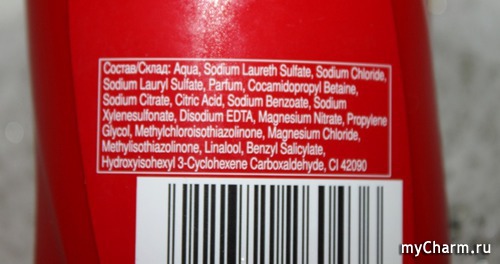 Состав/Склад: Aqua, Sodium Laureth Sulfate, Sodium Chloride,
Sodium Lauryl Sulfate, Parfum, Cocamidopropyl Betaine,
Sodium Citrate, Citric Acid, Sodium Benzoate, Sodium
Xylenesulfonate, Disodium EDTA, Magnesium Nitrate, Propylene
Glycol, Methylchloroisothiazolinone, Magnesium Chloride,
Methylisothiazolinone, Linalool, Benzyl Salicylate,
Hydroxyisohexyl 3-Cyclohexene Carboxaldehyde, CI 42090
myCharm.ru